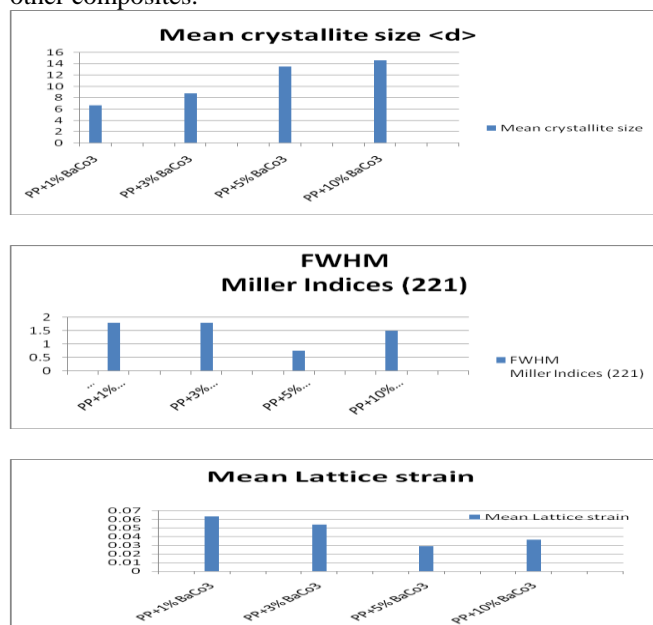 other composites.
Mean crystallite size <d>
16
14
12
10
8
6
4
2
0
Mean crystallite size
PP+1% BaCo3
PP+3% BaCo3
PP+5% BaCo3
PP+10% BaCo3
FWHM
Miller Indices (221)
2
1.5
1
0.5
0
FWHM
Miller Indices (221)
...
PP+1%...
PP+3%...
PP+5%...
PP+10%...
Mean Lattice strain
0.07
0.06
0.05
0.04
0.03
0.02
0.01
0
Mean Lattice strain
PP+1% BaCo3
PP+3% BaCo3
PP+5% BaCo3
PP+10% BaCo3